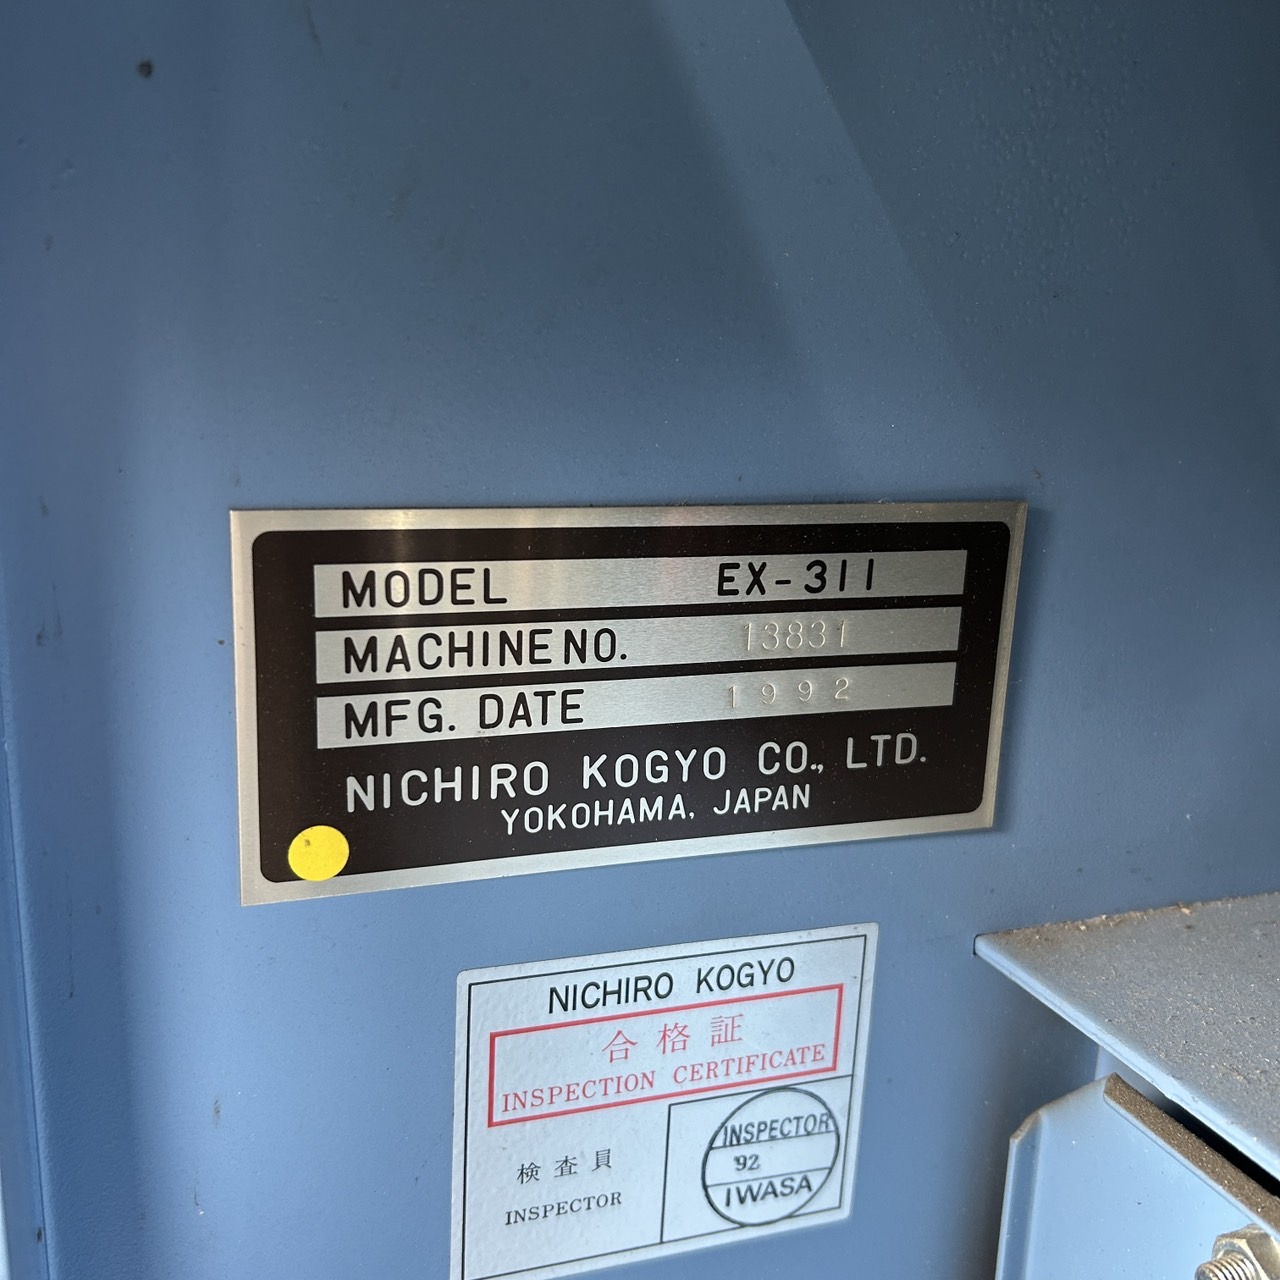 MODEL EX-311
MACHINE NO. 13831
MFG. DATE 1992
NICHIRO KOGYO CO., LTD.
YOKOHAMA, JAPAN
NICHIRO KOGYO
合格証
INSPECTION CERTIFICATE
検査員
INSPECTOR
INSPECTOR
'92
IWASA